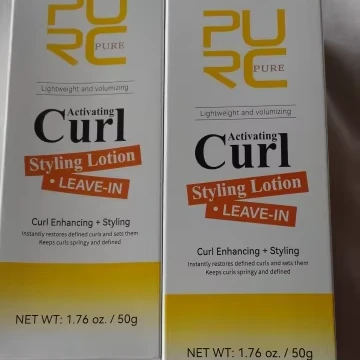 PURC
PURE
Lightweight and volumizing
Activating
Curl
Styling Lotion
• LEAVE-IN
Curl Enhancing + Styling
Instantly restores defined curls and sets them
Keeps curls springy and defined
NET WT: 1.76 oz. / 50g
PURC
PURE
Lightweight and volumizing
Activating
Curl
Styling Lotion
• LEAVE-IN
Curl Enhancing + Styling
Instantly restores defined curls and sets them
Keeps curls springy and defined
NET WT: 1.76 oz. / 50g